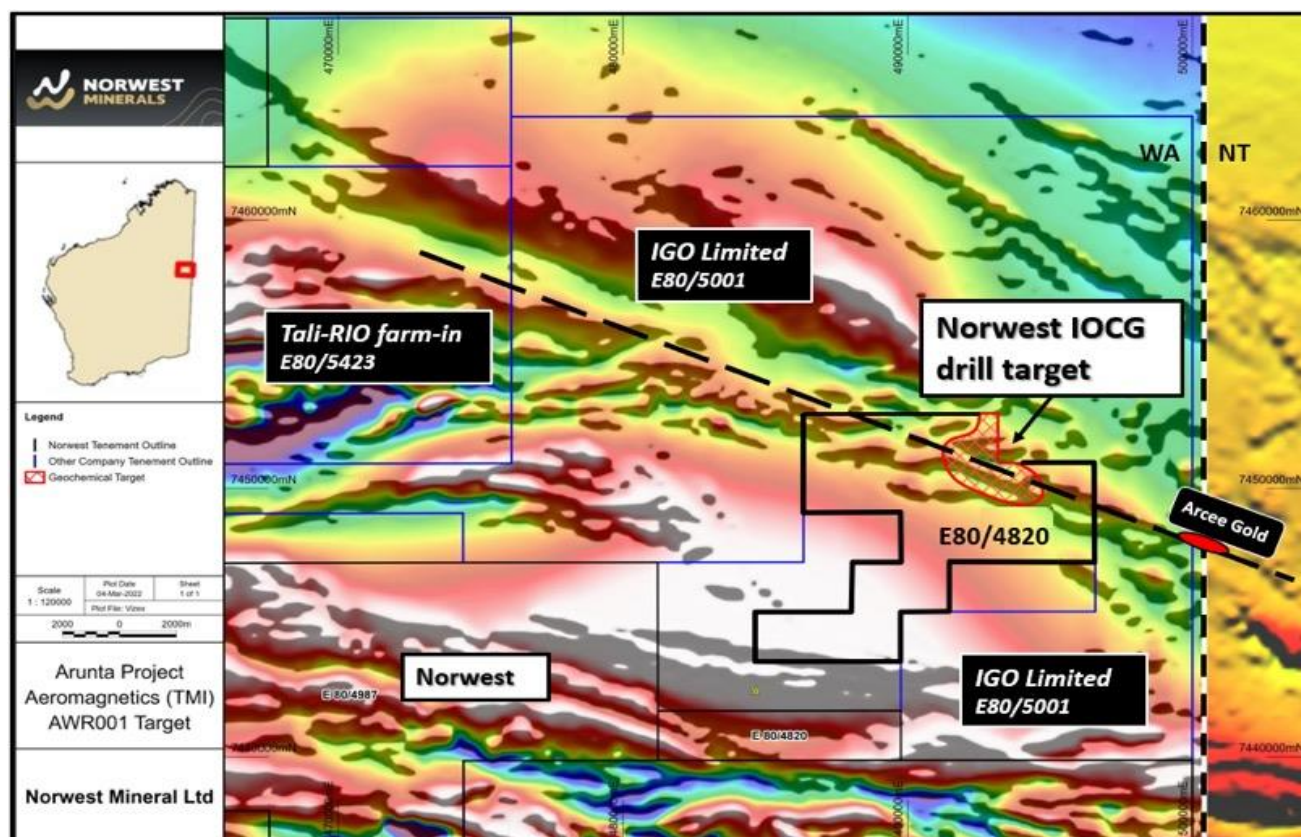 NORWEST
MINERALS
Legend
Norwest Tenement Outline
Other Company Tenement Outline
Geochemical Target
Scale
1 : 120000
Plot Date
04-Mar-2022
Sheet
1 of 1
Plot File: Vizex
2000 0 2000m
Arunta Project
Aeromagnetics (TMI)
AWR001 Target
Norwest Mineral Ltd
470000mE
490000mE
WA
NT
7460000mN
7460000mN
IGO Limited
E80/5001
Tali-RIO farm-in
E80/5423
Norwest IOCG
drill target
7450000mN
7450000mN
Arcee Gold
E80/4820
Norwest
E 80/4987
IGO Limited
E80/5001
E 80/4820
7440000mN
7440000mN